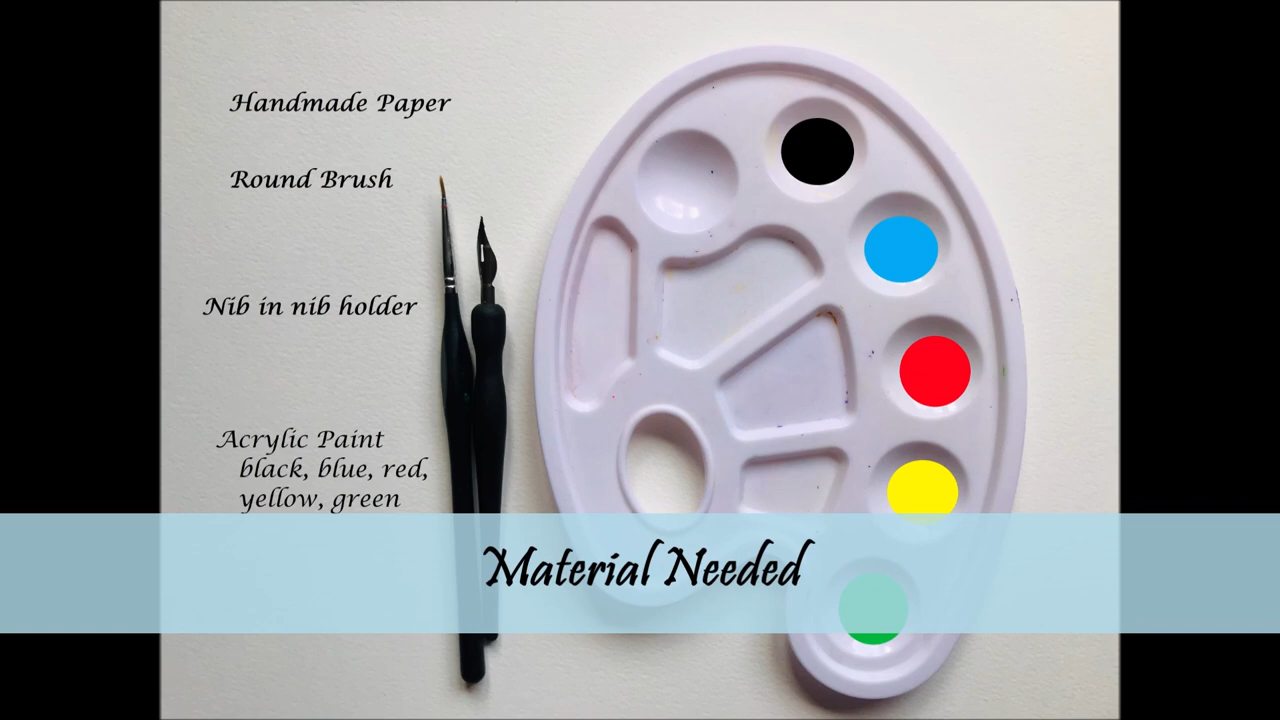 Handmade Paper
Round Brush
Nib in nib holder
Acrylic Paint
black, blue, red,
yellow, green
Material Needed